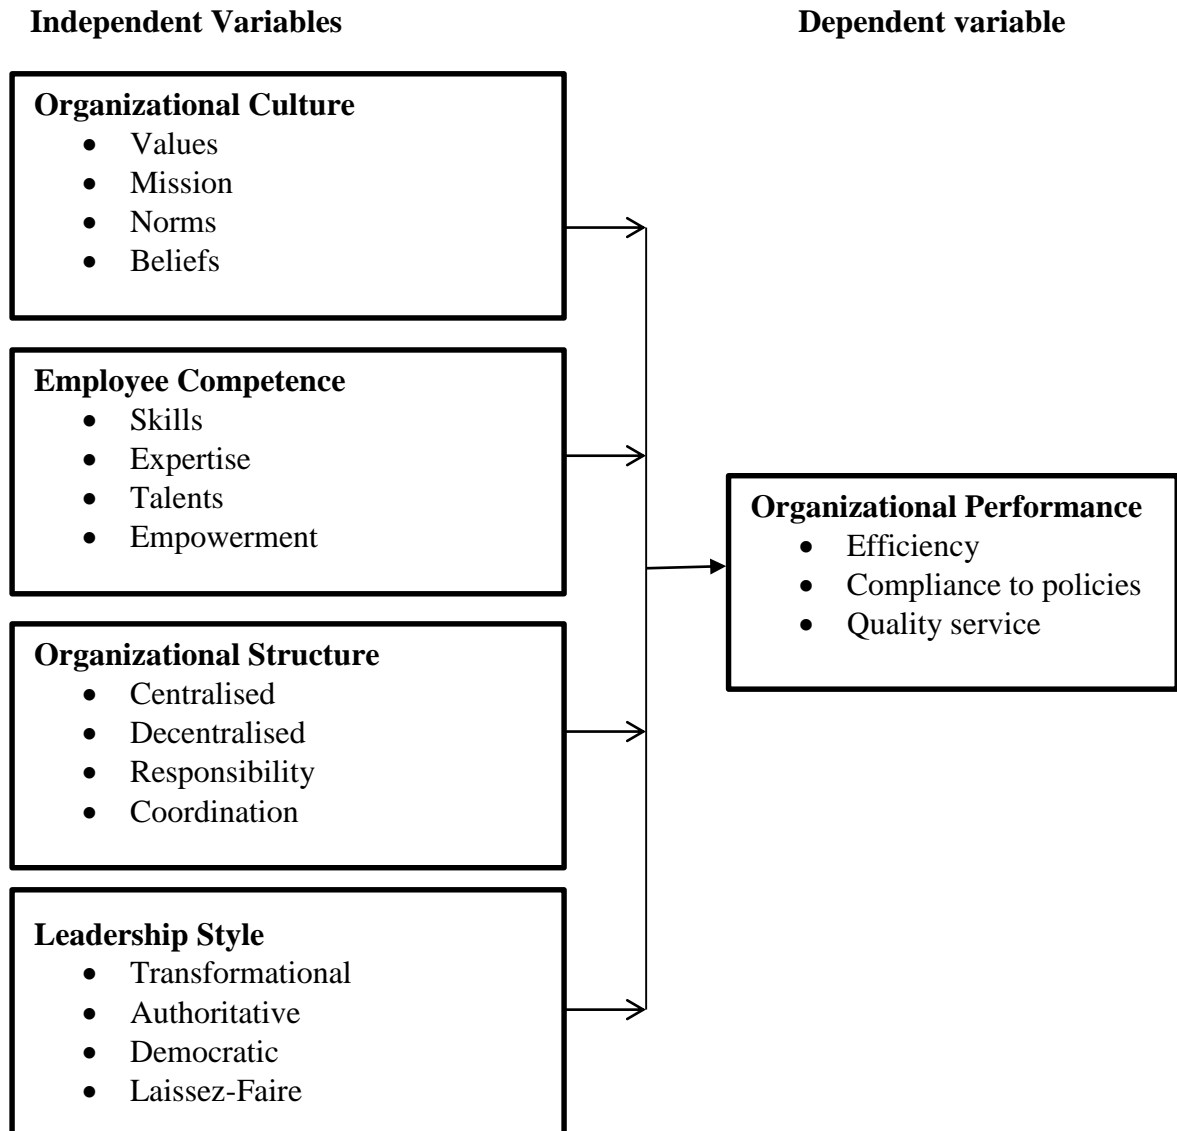 Independent Variables
Dependent variable
Organizational Culture
• Values
• Mission
• Norms
• Beliefs
Employee Competence
• Skills
• Expertise
• Talents
• Empowerment
Organizational Structure
• Centralised
• Decentralised
• Responsibility
• Coordination
Leadership Style
• Transformational
• Authoritative
• Democratic
• Laissez-Faire
Organizational Performance
• Efficiency
• Compliance to policies
• Quality service